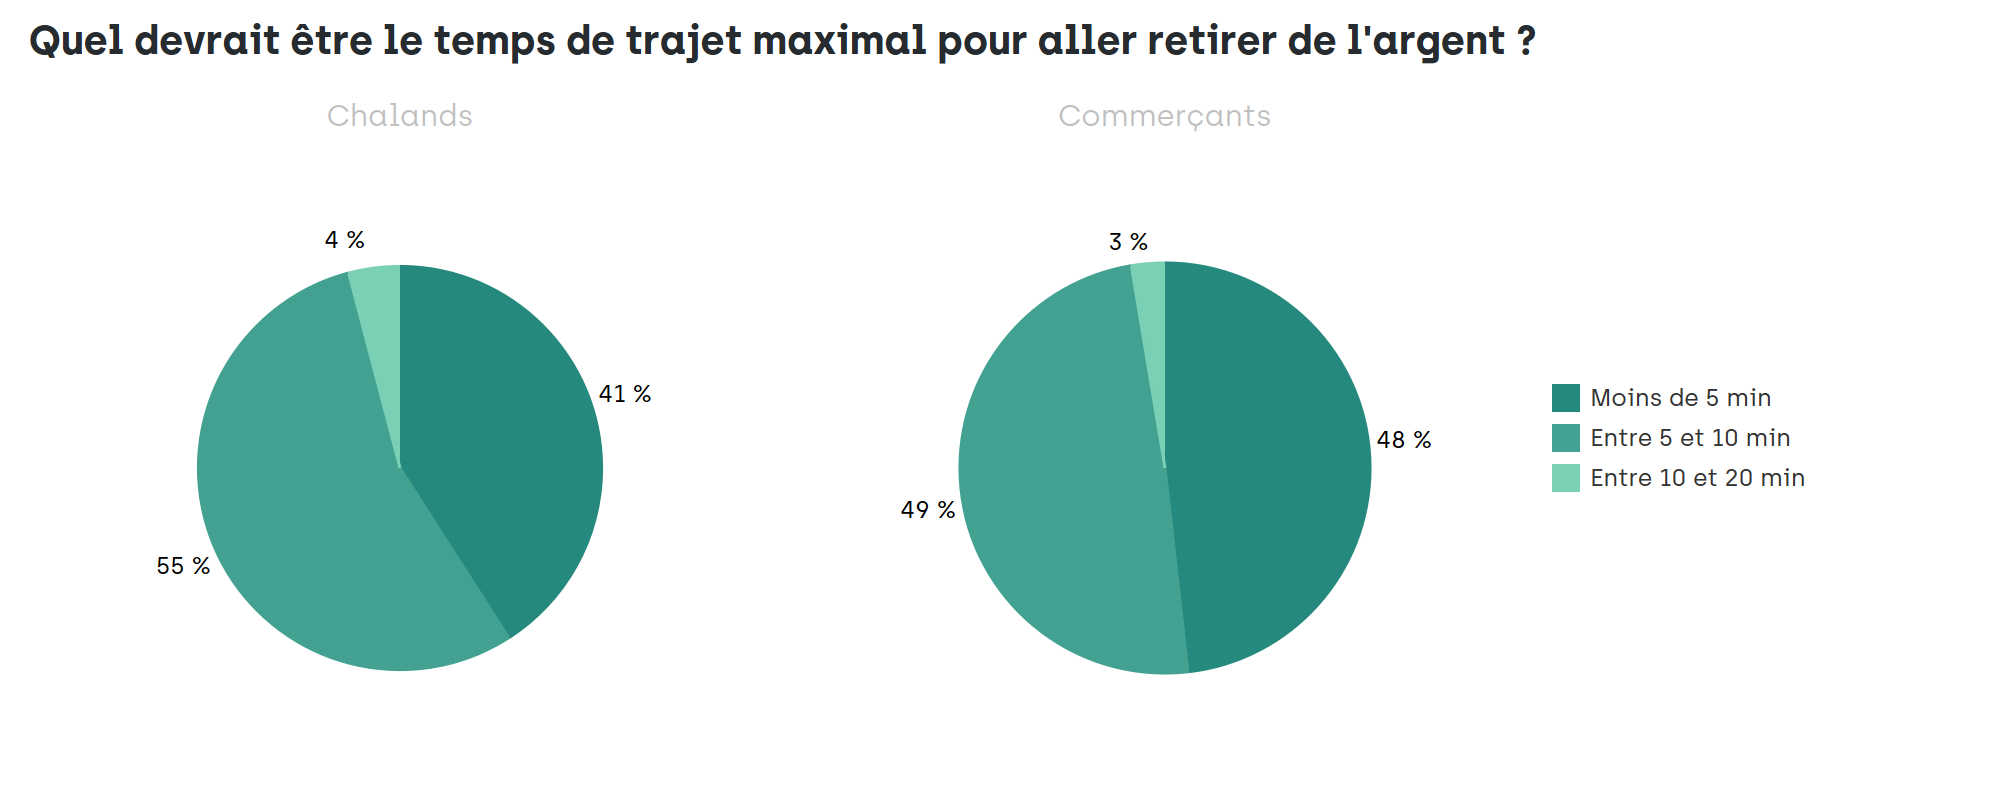 Quel devrait être le temps de trajet maximal pour aller retirer de l'argent ?
Chalands
4 %
41 %
55 %
Commerçants
3 %
48 %
49 %
Moins de 5 min
Entre 5 et 10 min
Entre 10 et 20 min